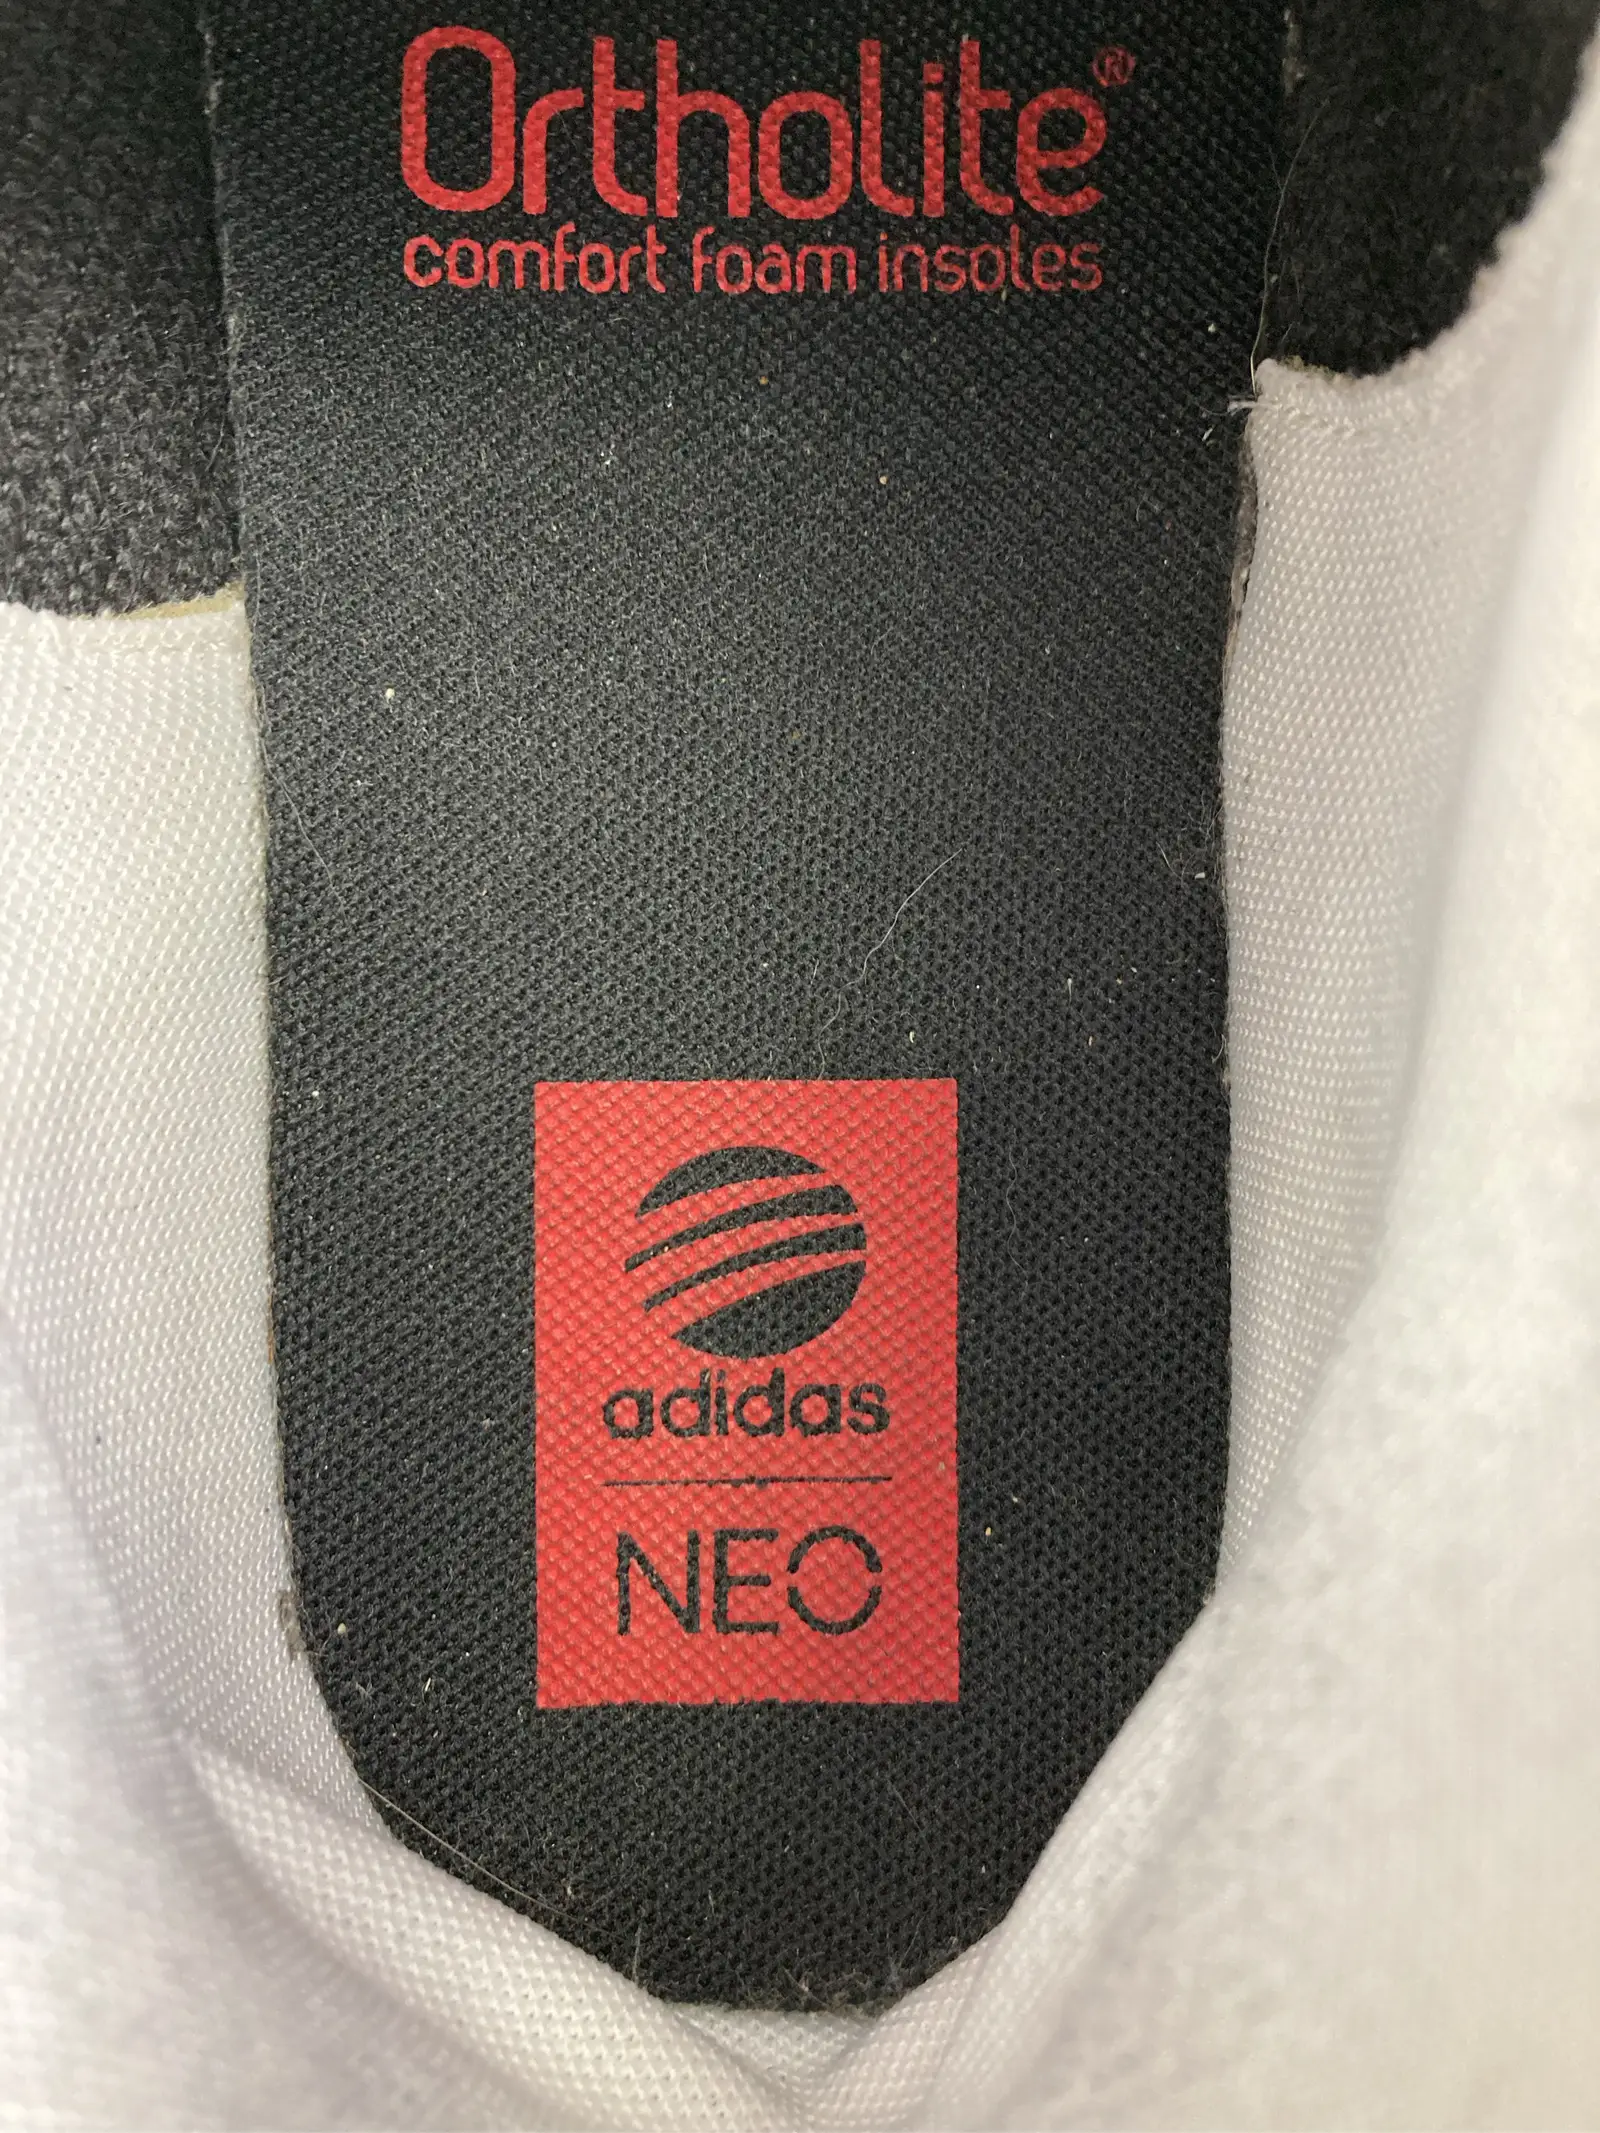 Ortholite®
comfort foam insoles
adidas
NEO